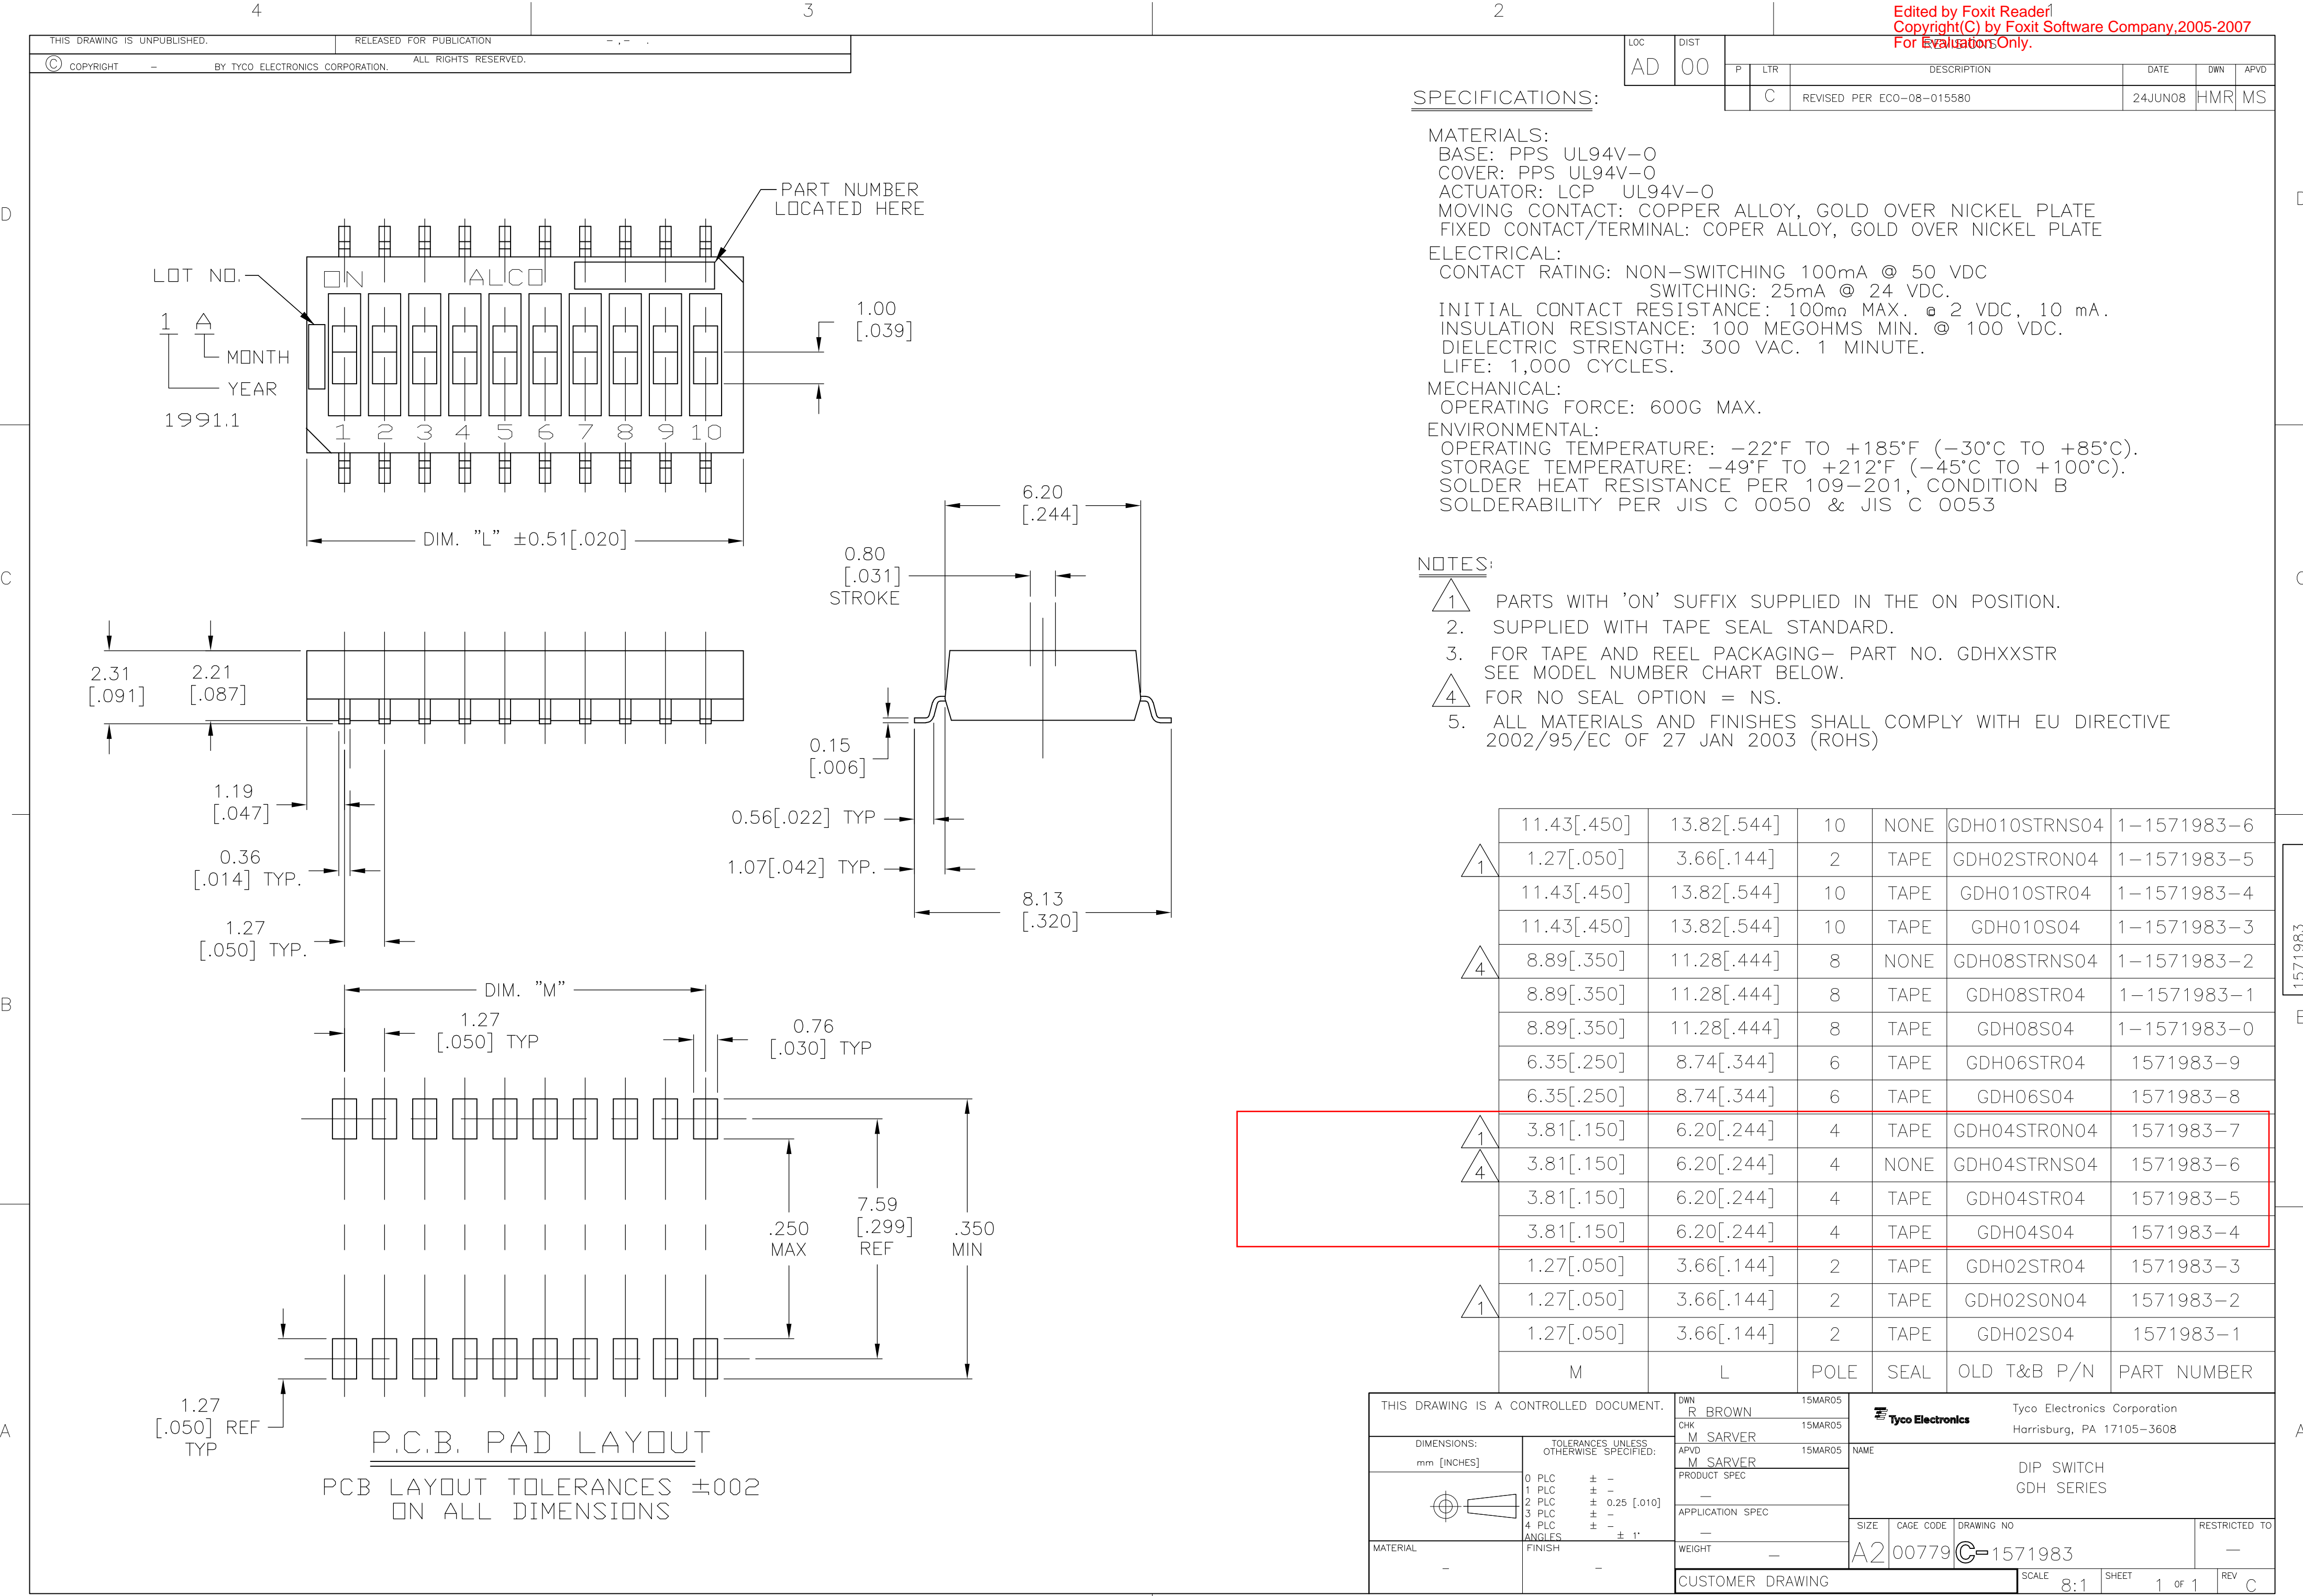 4
3
2
1
Edited by Foxit Reader
Copyright(C) by Foxit Software Company,2005-2007
For Evaluation Only.
THIS DRAWING IS UNPUBLISHED.
RELEASED FOR PUBLICATION
- ,- .
© COPYRIGHT -
BY TYCO ELECTRONICS CORPORATION.
ALL RIGHTS RESERVED.
LOC
DIST
AD
00
REVISIONS
P LTR DESCRIPTION DATE DWN APVD
C REVISED PER ECO-08-015580 24JUN08 HMR MS
SPECIFICATIONS:
MATERIALS:
BASE: PPS UL94V-O
COVER: PPS UL94V-O
ACTUATOR: LCP UL94V-O
MOVING CONTACT: COPPER ALLOY, GOLD OVER NICKEL PLATE
FIXED CONTACT/TERMINAL: COPER ALLOY, GOLD OVER NICKEL PLATE
ELECTRICAL:
CONTACT RATING: NON-SWITCHING 100mA @ 50 VDC
SWITCHING: 25mA @ 24 VDC.
INITIAL CONTACT RESISTANCE: 100mΩ MAX. @ 2 VDC, 10 mA.
INSULATION RESISTANCE: 100 MEGOHMS MIN. @ 100 VDC.
DIELECTRIC STRENGTH: 300 VAC. 1 MINUTE.
LIFE: 1,000 CYCLES.
MECHANICAL:
OPERATING FORCE: 600G MAX.
ENVIRONMENTAL:
OPERATING TEMPERATURE: -22°F TO +185°F (-30°C TO +85°C).
STORAGE TEMPERATURE: -49°F TO +212°F (-45°C TO +100°C).
SOLDER HEAT RESISTANCE PER 109-201, CONDITION B
SOLDERABILITY PER JIS C 0050 & JIS C 0053
NOTES:
1 PARTS WITH 'ON' SUFFIX SUPPLIED IN THE ON POSITION.
2. SUPPLIED WITH TAPE SEAL STANDARD.
3. FOR TAPE AND REEL PACKAGING- PART NO. GDHXXSTR
SEE MODEL NUMBER CHART BELOW.
4 FOR NO SEAL OPTION = NS.
5. ALL MATERIALS AND FINISHES SHALL COMPLY WITH EU DIRECTIVE
2002/95/EC OF 27 JAN 2003 (ROHS)
D
D
C
C
B
B
A
A
PART NUMBER
LOCATED HERE
LOT NO.
1 A
MONTH
YEAR
1991.1
ON ALCO
1 2 3 4 5 6 7 8 9 10
1.00
[.039]
DIM. "L" ±0.51[.020]
6.20
[.244]
0.80
[.031]
STROKE
2.31
[.091]
2.21
[.087]
0.15
[.006]
1.19
[.047]
0.56[.022] TYP
0.36
[.014] TYP.
1.07[.042] TYP.
8.13
[.320]
1.27
[.050] TYP.
DIM. "M"
1.27
[.050] TYP
0.76
[.030] TYP
.250
MAX
7.59
[.299]
REF
.350
MIN
1.27
[.050] REF
TYP
P.C.B. PAD LAYOUT
PCB LAYOUT TOLERANCES ±002
ON ALL DIMENSIONS
11.43[.450] 13.82[.544] 10 NONE GDH010STRNS04 1-1571983-6
1 1.27[.050] 3.66[.144] 2 TAPE GDH02STRON04 1-1571983-5
11.43[.450] 13.82[.544] 10 TAPE GDH010STR04 1-1571983-4
11.43[.450] 13.82[.544] 10 TAPE GDH010S04 1-1571983-3
4 8.89[.350] 11.28[.444] 8 NONE GDH08STRNS04 1-1571983-2
8.89[.350] 11.28[.444] 8 TAPE GDH08STR04 1-1571983-1
8.89[.350] 11.28[.444] 8 TAPE GDH08S04 1-1571983-0
6.35[.250] 8.74[.344] 6 TAPE GDH06STR04 1571983-9
6.35[.250] 8.74[.344] 6 TAPE GDH06S04 1571983-8
1 3.81[.150] 6.20[.244] 4 TAPE GDH04STRON04 1571983-7
4 3.81[.150] 6.20[.244] 4 NONE GDH04STRNS04 1571983-6
3.81[.150] 6.20[.244] 4 TAPE GDH04STR04 1571983-5
3.81[.150] 6.20[.244] 4 TAPE GDH04S04 1571983-4
1.27[.050] 3.66[.144] 2 TAPE GDH02STR04 1571983-3
1 1.27[.050] 3.66[.144] 2 TAPE GDH02SON04 1571983-2
1.27[.050] 3.66[.144] 2 TAPE GDH02S04 1571983-1
M L POLE SEAL OLD T&B P/N PART NUMBER
1571983
THIS DRAWING IS A CONTROLLED DOCUMENT.
DIMENSIONS:
mm [INCHES]
TOLERANCES UNLESS
OTHERWISE SPECIFIED:
0 PLC ± -
1 PLC ± -
2 PLC ± 0.25 [.010]
3 PLC ± -
4 PLC ± -
ANGLES ± 1°
MATERIAL
-
FINISH
-
DWN 15MAR05
R BROWN
CHK 15MAR05
M SARVER
APVD 15MAR05
M SARVER
PRODUCT SPEC
-
APPLICATION SPEC
-
WEIGHT -
CUSTOMER DRAWING
Tyco Electronics
Tyco Electronics Corporation
Harrisburg, PA 17105-3608
NAME
DIP SWITCH
GDH SERIES
SIZE CAGE CODE DRAWING NO RESTRICTED TO
A2 00779 C-1571983 -
SCALE 8:1 SHEET 1 OF 1 REV C